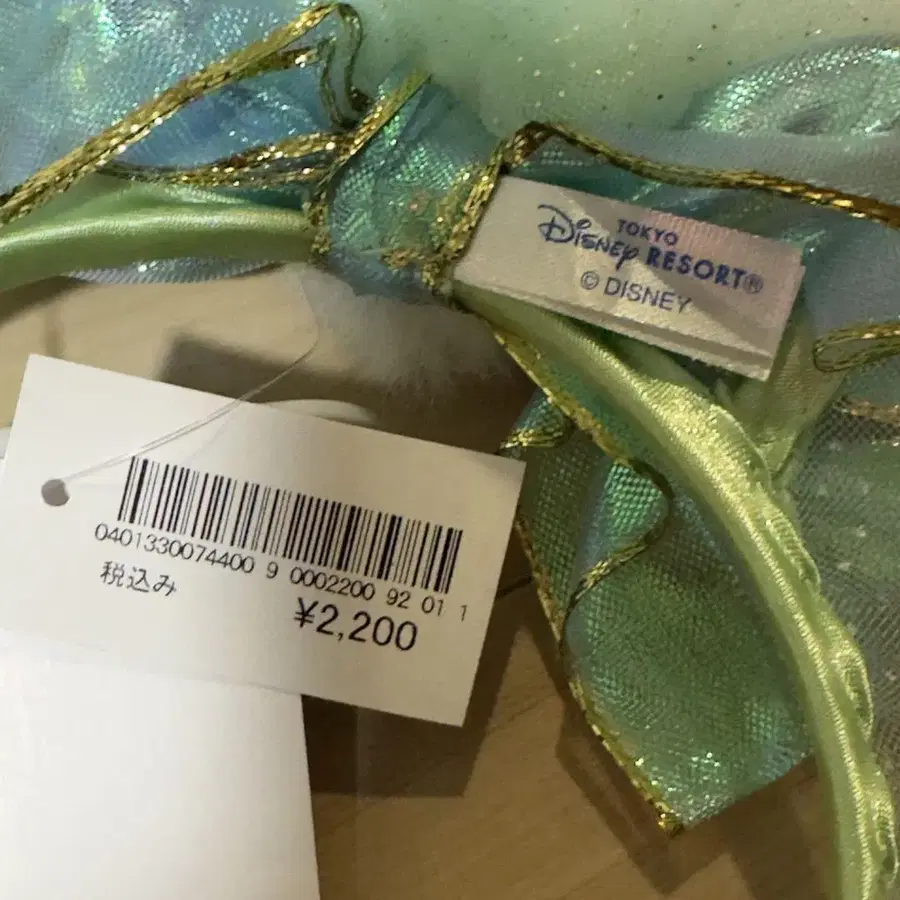 TOKYO
DISNEY RESORT®
© DISNEY
0401330074400 9 0002200 92 01 1
税込み
¥2,200